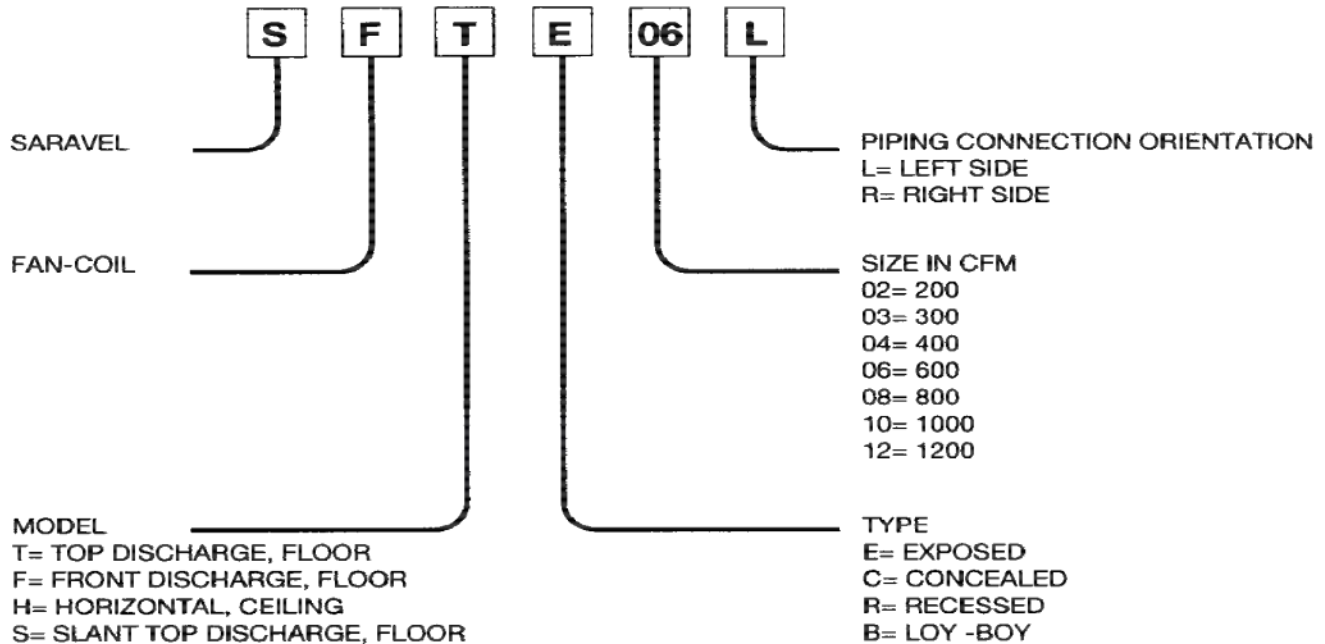 S F T E 06 L
SARAVEL
PIPING CONNECTION ORIENTATION
L= LEFT SIDE
R= RIGHT SIDE
FAN-COIL
SIZE IN CFM
02= 200
03= 300
04= 400
06= 600
08= 800
10= 1000
12= 1200
MODEL
T= TOP DISCHARGE, FLOOR
F= FRONT DISCHARGE, FLOOR
H= HORIZONTAL, CEILING
S= SLANT TOP DISCHARGE, FLOOR
TYPE
E= EXPOSED
C= CONCEALED
R= RECESSED
B= LOY -BOY